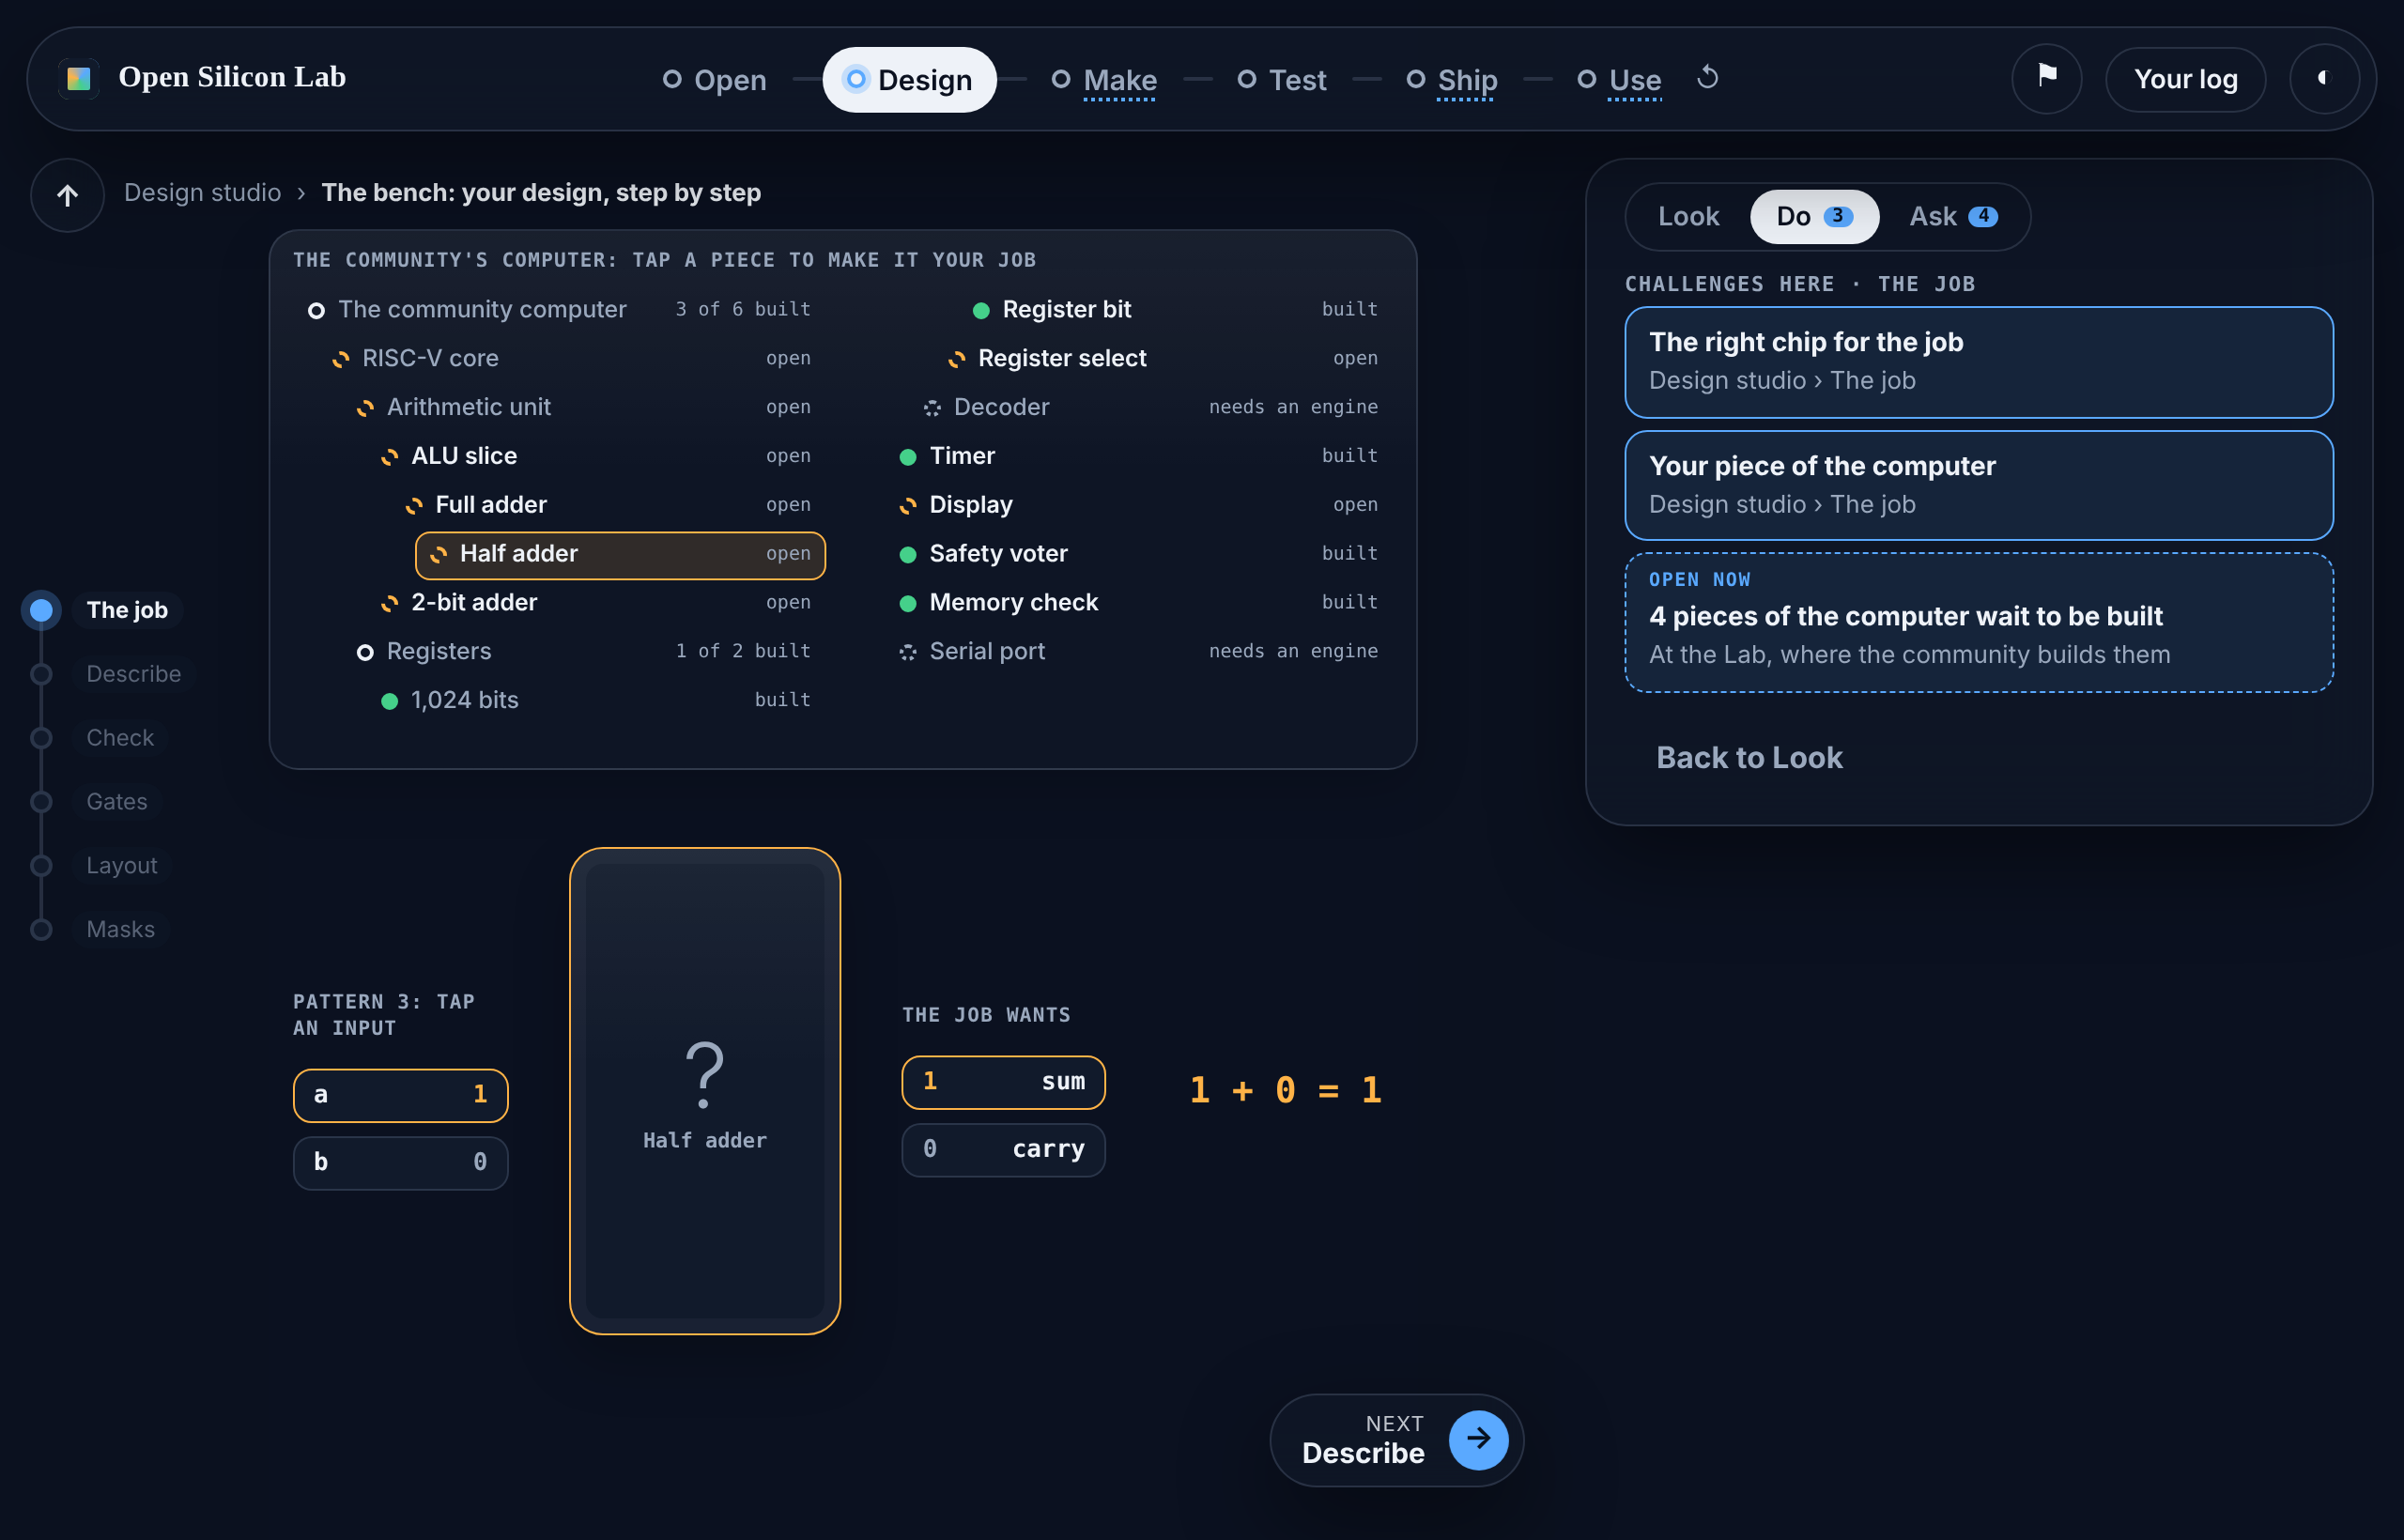 Open Silicon Lab
Open
Design
Make
Test
Ship
Use
Your log
Design studio › The bench: your design, step by step
THE COMMUNITY'S COMPUTER: TAP A PIECE TO MAKE IT YOUR JOB
The community computer 3 of 6 built
RISC-V core open
Arithmetic unit open
ALU slice open
Full adder open
Half adder open
2-bit adder open
Registers 1 of 2 built
1,024 bits built
Register bit built
Register select open
Decoder needs an engine
Timer built
Display open
Safety voter built
Memory check built
Serial port needs an engine
The job
Describe
Check
Gates
Layout
Masks
PATTERN 3: TAP
AN INPUT
a 1
b 0
?
Half adder
THE JOB WANTS
1 sum
0 carry
1 + 0 = 1
NEXT
Describe
Look
Do 3
Ask 4
CHALLENGES HERE · THE JOB
The right chip for the job
Design studio › The job
Your piece of the computer
Design studio › The job
OPEN NOW
4 pieces of the computer wait to be built
At the Lab, where the community builds them
Back to Look